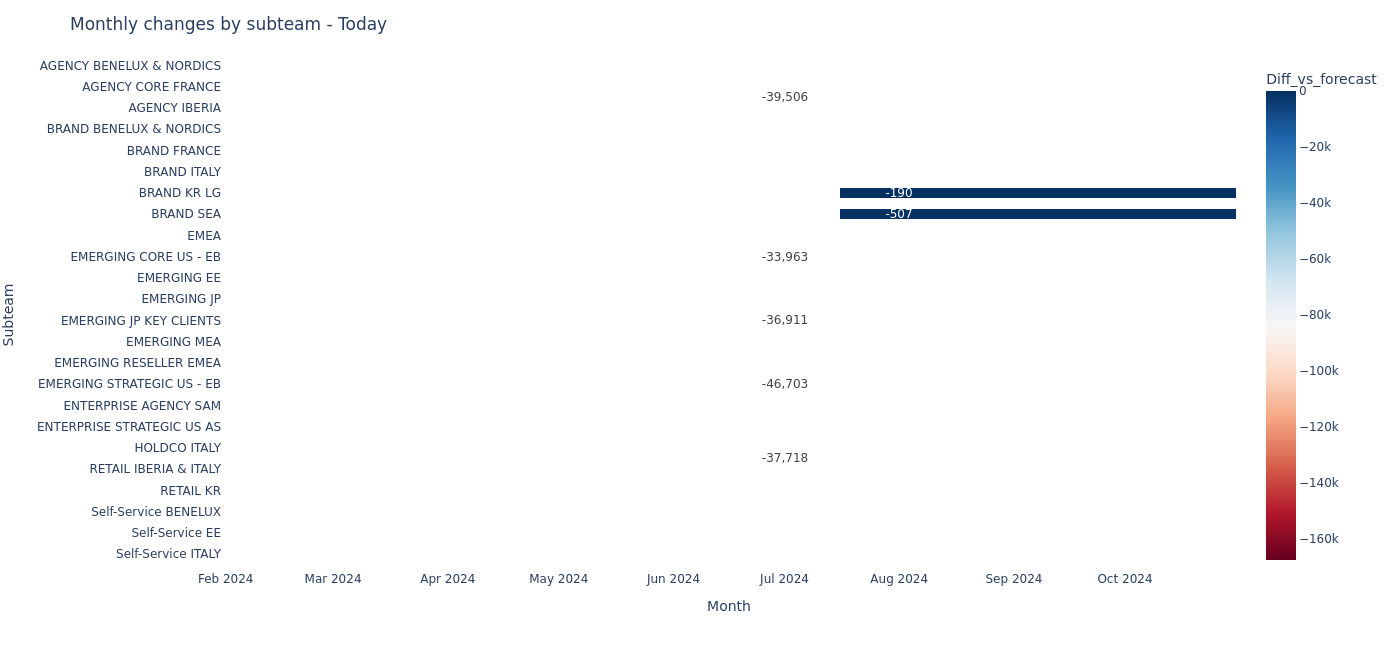 Monthly changes by subteam - Today
AGENCY BENELUX & NORDICS
AGENCY CORE FRANCE
-39,506
AGENCY IBERIA
BRAND BENELUX & NORDICS
BRAND FRANCE
BRAND ITALY
BRAND KR LG
-190
BRAND SEA
-507
EMEA
EMERGING CORE US - EB
-33,963
EMERGING EE
EMERGING JP
EMERGING JP KEY CLIENTS
-36,911
EMERGING MEA
EMERGING RESELLER EMEA
EMERGING STRATEGIC US - EB
-46,703
ENTERPRISE AGENCY SAM
ENTERPRISE STRATEGIC US AS
HOLDCO ITALY
-37,718
RETAIL IBERIA & ITALY
RETAIL KR
Self-Service BENELUX
Self-Service EE
Self-Service ITALY
Subteam
Feb 2024
Mar 2024
Apr 2024
May 2024
Jun 2024
Jul 2024
Aug 2024
Sep 2024
Oct 2024
Month
Diff_vs_forecast
0
−20k
−40k
−60k
−80k
−100k
−120k
−140k
−160k